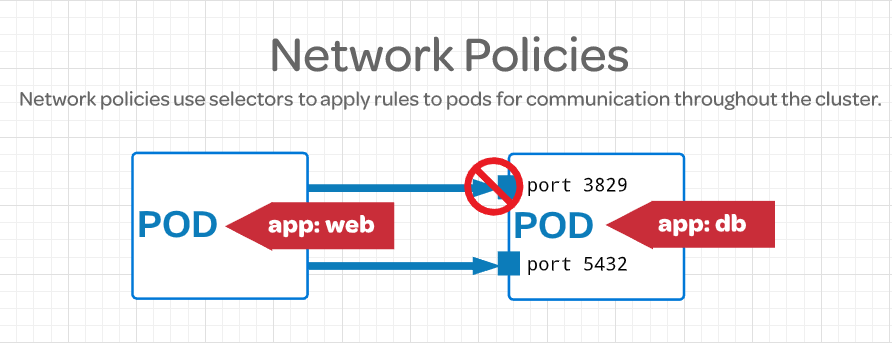 Network Policies
Network policies use selectors to apply rules to pods for communication throughout the cluster.
port 3829
POD
app: web
POD
app: db
port 5432